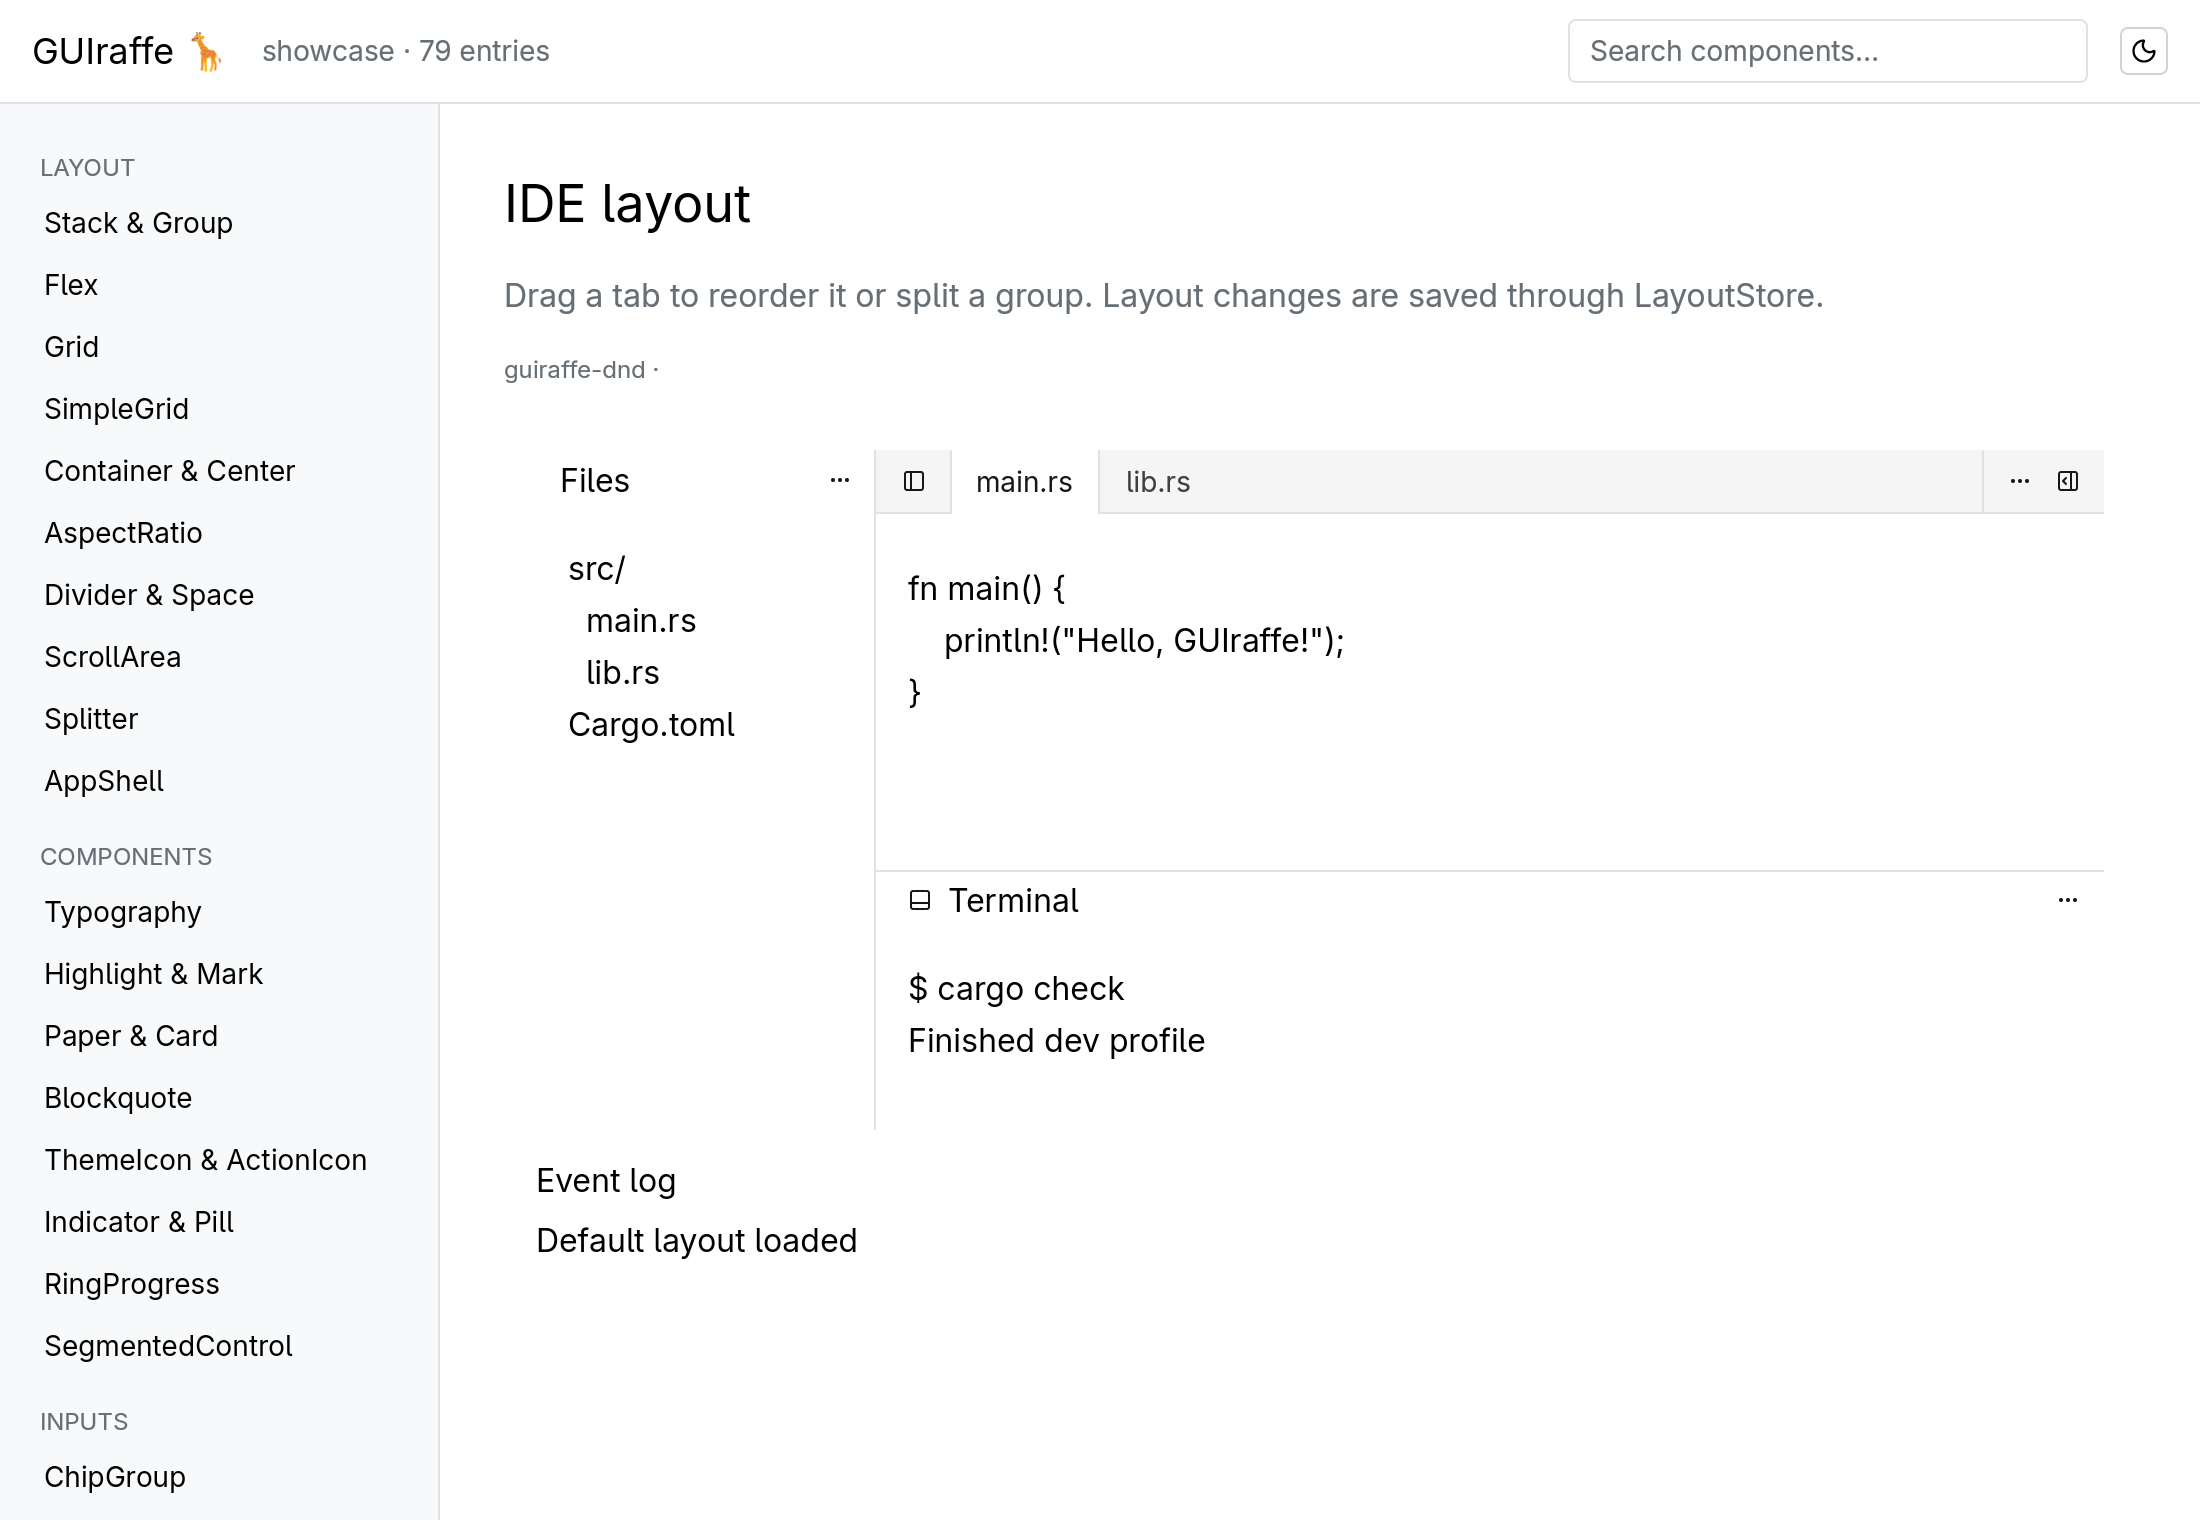 GUIraffe 🦒 showcase · 79 entries
Search components...
LAYOUT
Stack & Group
Flex
Grid
SimpleGrid
Container & Center
AspectRatio
Divider & Space
ScrollArea
Splitter
AppShell
COMPONENTS
Typography
Highlight & Mark
Paper & Card
Blockquote
ThemeIcon & ActionIcon
Indicator & Pill
RingProgress
SegmentedControl
INPUTS
ChipGroup
IDE layout
Drag a tab to reorder it or split a group. Layout changes are saved through LayoutStore.
guiraffe-dnd ·
Files
src/
main.rs
lib.rs
Cargo.toml
main.rs
lib.rs
fn main() {
    println!("Hello, GUIraffe!");
}
Terminal
$ cargo check
Finished dev profile
Event log
Default layout loaded